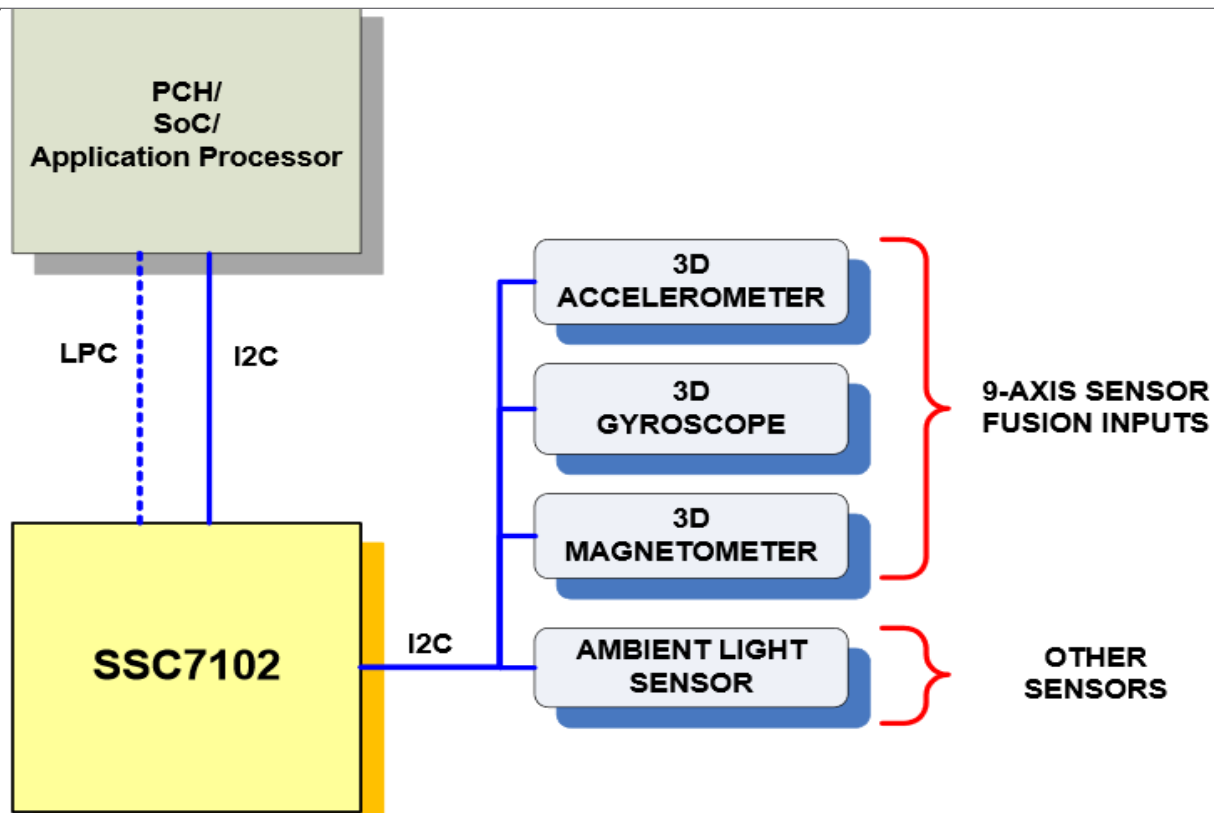 PCH/
SoC/
Application Processor
LPC
I2C
SSC7102
I2C
3D
ACCELEROMETER
3D
GYROSCOPE
3D
MAGNETOMETER
AMBIENT LIGHT
SENSOR
9-AXIS SENSOR
FUSION INPUTS
OTHER
SENSORS